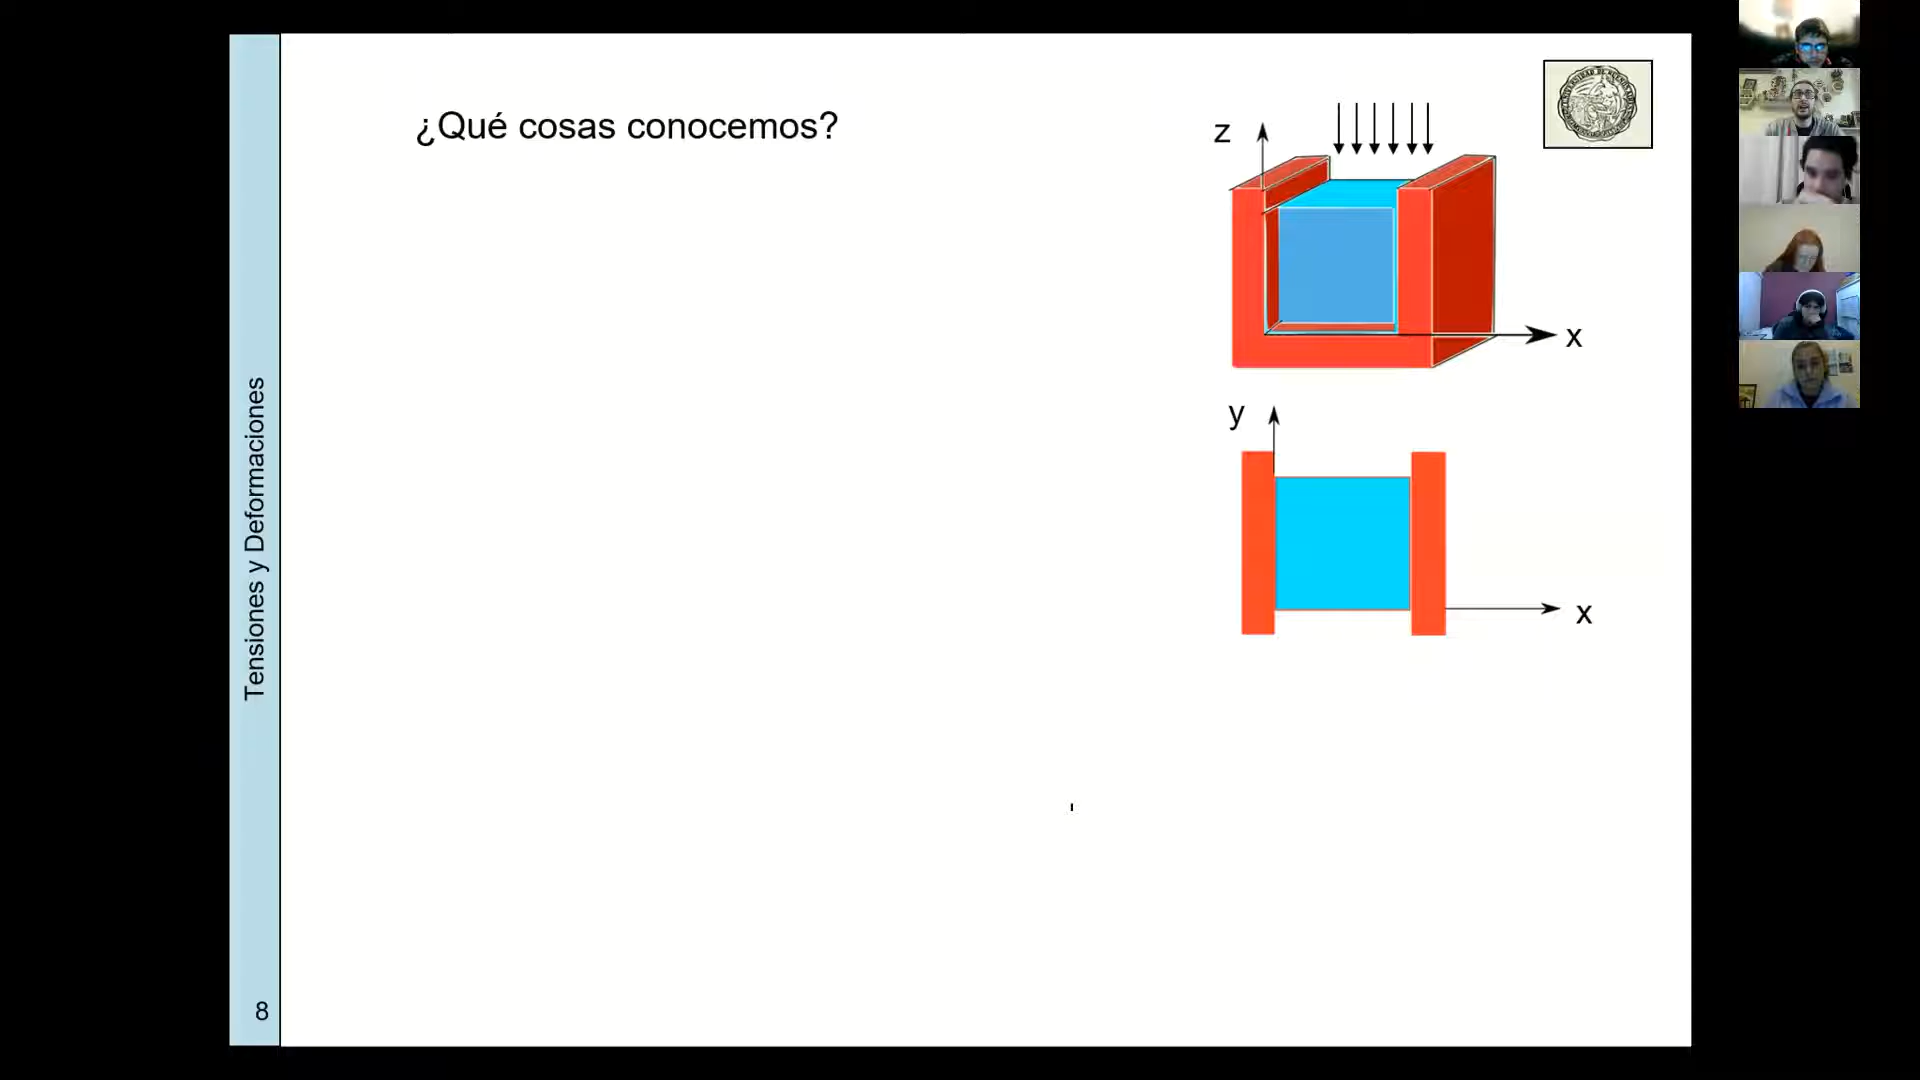 ¿Qué cosas conocemos?
z
x
y
x
Tensiones y Deformaciones
8